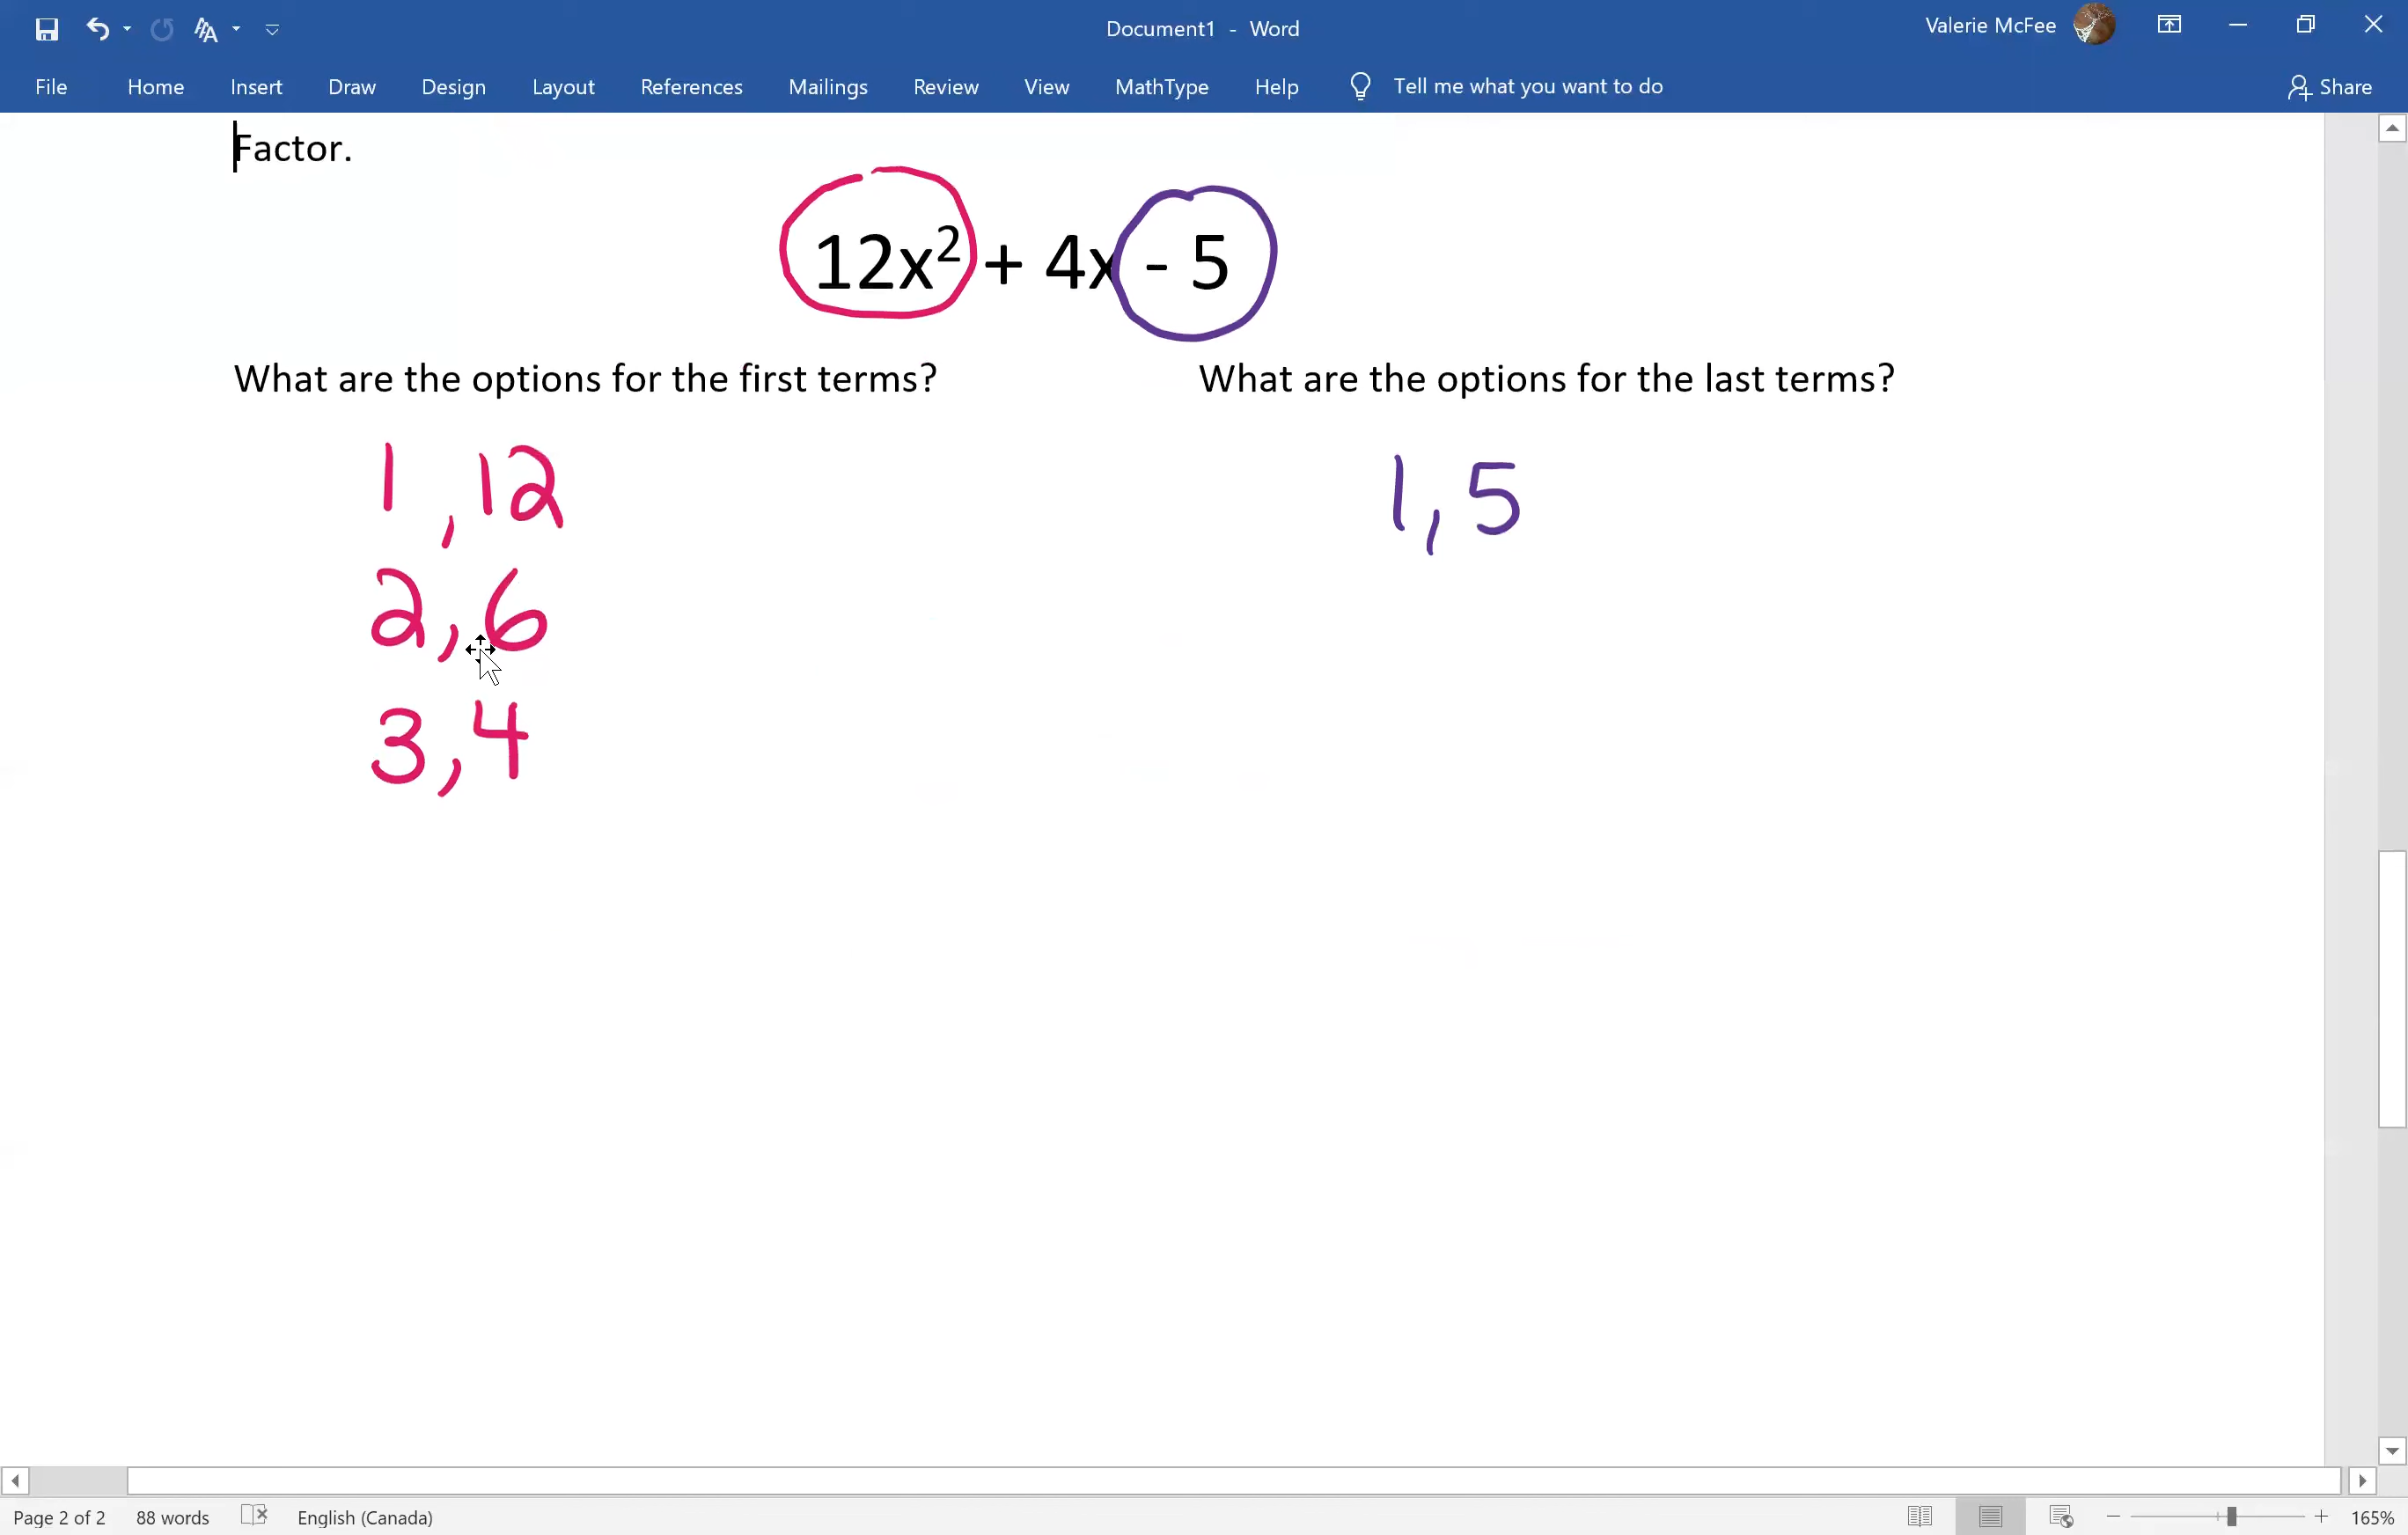 Document1 - Word
Valerie McFee
File Home Insert Draw Design Layout References Mailings Review View MathType Help Tell me what you want to do Share
Factor.
12x² + 4x - 5
What are the options for the first terms? What are the options for the last terms?
1, 12 1, 5
2, 6
3, 4
Page 2 of 2 88 words English (Canada) 165%